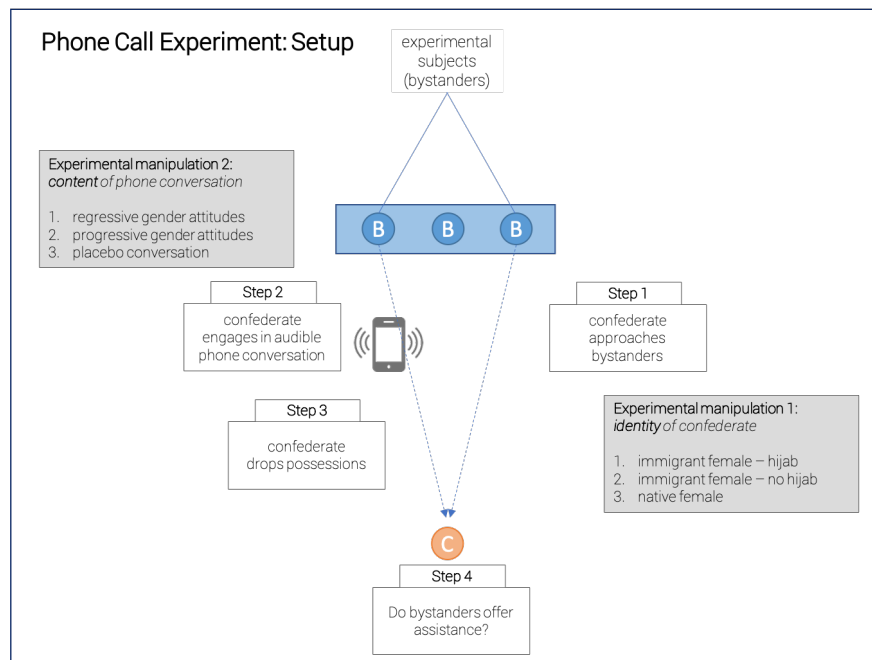 Phone Call Experiment: Setup
experimental
subjects
(bystanders)
Experimental manipulation 2:
content of phone conversation
1. regressive gender attitudes
2. progressive gender attitudes
3. placebo conversation
B
B
B
Step 2
confederate
engages in audible
phone conversation
Step 1
confederate
approaches
bystanders
Step 3
confederate
drops possessions
Experimental manipulation 1:
identity of confederate
1. immigrant female – hijab
2. immigrant female – no hijab
3. native female
C
Step 4
Do bystanders offer
assistance?